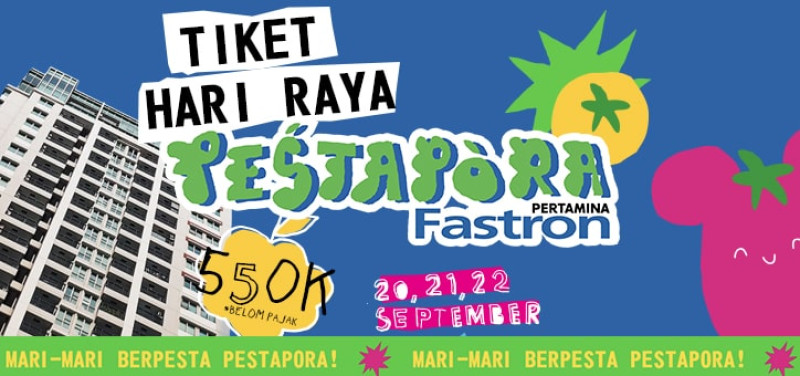 TIKET
HARI RAYA
PESTAPORA
PERTAMINA
Fastron
550K
*BELOM PAJAK
20, 21, 22
SEPTEMBER
MARI-MARI BERPESTA PESTAPORA! MARI-MARI BERPESTA PESTAPORA!